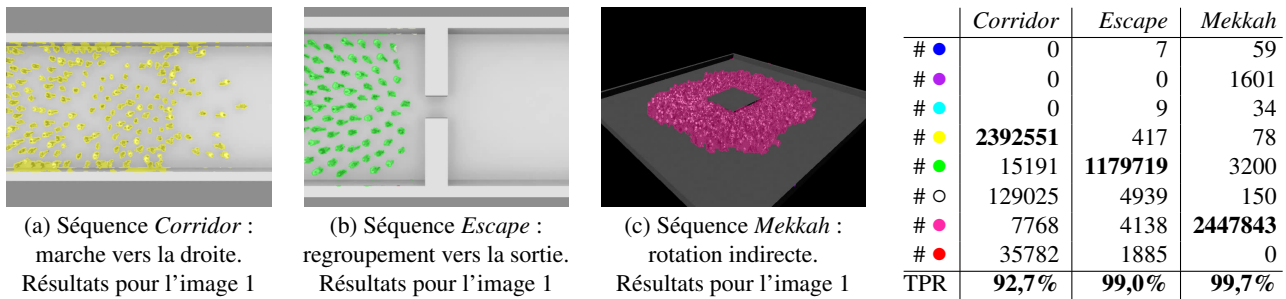 (a) Séquence Corridor :
marche vers la droite.
Résultats pour l'image 1
(b) Séquence Escape :
regroupement vers la sortie.
Résultats pour l'image 1
(c) Séquence Mekkah :
rotation indirecte.
Résultats pour l'image 1
Corridor Escape Mekkah
# ● 0 7 59
# ● 0 0 1601
# ● 0 9 34
# ● 2392551 417 78
# ● 15191 1179719 3200
# ○ 129025 4939 150
# ● 7768 4138 2447843
# ● 35782 1885 0
TPR 92,7% 99,0% 99,7%